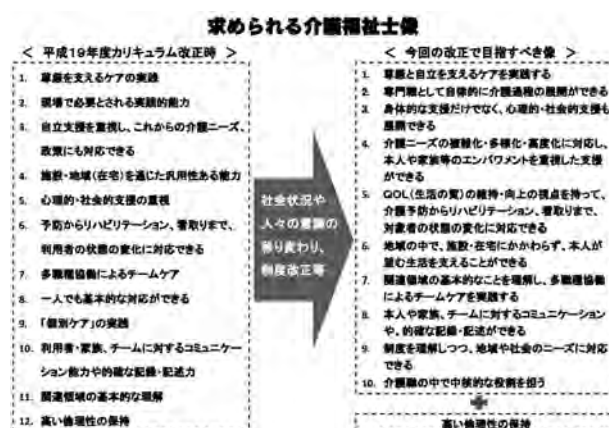 求められる介護福祉士像
＜ 平成19年度カリキュラム改正時 ＞
1. 尊厳を支えるケアの実践
2. 現場で必要とされる実践的能力
3. 自立支援を重視し、これからの介護ニーズ、
政策にも対応できる
4. 施設・地域(在宅)を通じた汎用性ある能力
5. 心理的・社会的支援の重視
6. 予防からリハビリテーション、看取りまで、
利用者の状態の変化に対応できる
7. 多職種協働によるチームケア
8. 一人でも基本的な対応ができる
9. 「個別ケア」の実践
10. 利用者・家族、チームに対するコミュニケー
ション能力や的確な記録・記述力
11. 関連領域の基本的な理解
12. 高い倫理性の保持
社会状況や
人々の意識の
移り変わり、
制度改正等
＜ 今回の改正で目指すべき像 ＞
1. 尊厳と自立を支えるケアを実践する
2. 専門職として自律的に介護過程の展開ができる
3. 身体的な支援だけでなく、心理的・社会的支援も
展開できる
4. 介護ニーズの複雑化・多様化・高度化に対応し、
本人や家族等のエンパワメントを重視した支援
ができる
5. QOL(生活の質)の維持・向上の視点を持って、
介護予防からリハビリテーション、看取りまで、
対象者の状態の変化に対応できる
6. 地域の中で、施設・在宅にかかわらず、本人が
望む生活を支えることができる
7. 関連領域の基本的なことを理解し、多職種協働
によるチームケアを実践する
8. 本人や家族、チームに対するコミュニケーション
や、的確な記録・記述ができる
9. 制度を理解しつつ、地域や社会のニーズに対応
できる
10. 介護職の中で中核的な役割を担う
+
高い倫理性の保持